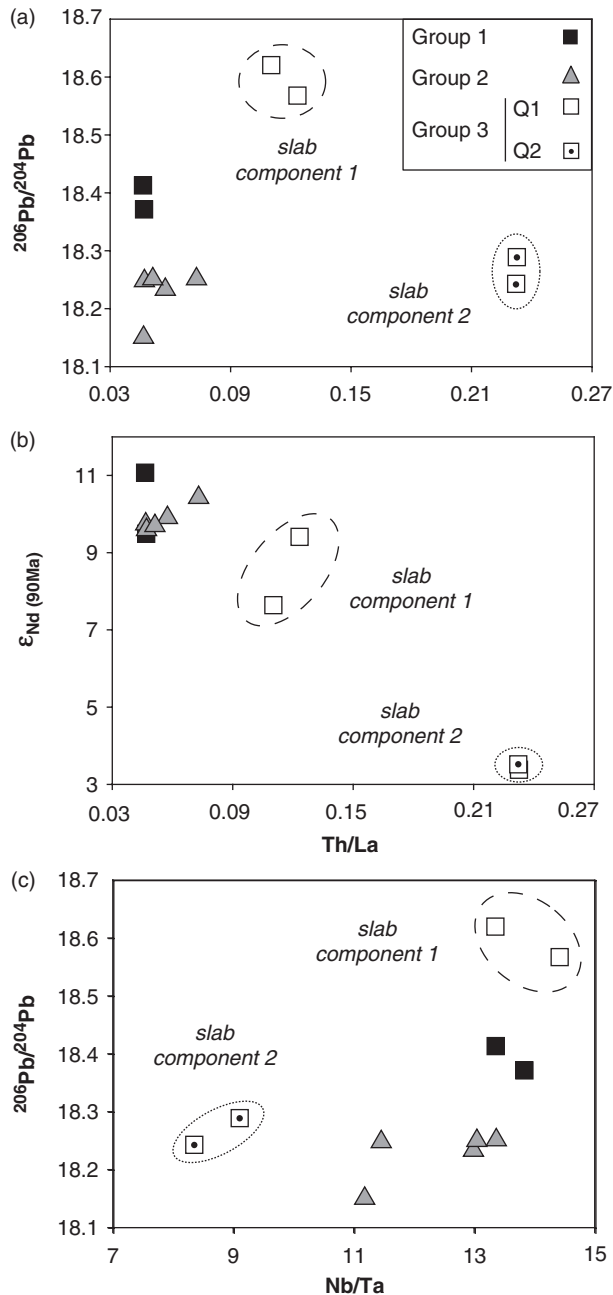 (a)
18.7
18.6
18.5
18.4
18.3
18.2
18.1
²⁰⁶Pb/²⁰⁴Pb
slab
component 1
slab
component 2
Group 1
Group 2
Group 3
Q1
Q2
0.03 0.09 0.15 0.21 0.27
(b)
11
9
7
5
3
εNd (90Ma)
slab
component 1
slab
component 2
0.03 0.09 0.15 0.21 0.27
Th/La
(c)
18.7
18.6
18.5
18.4
18.3
18.2
18.1
²⁰⁶Pb/²⁰⁴Pb
slab
component 1
slab
component 2
7 9 11 13 15
Nb/Ta